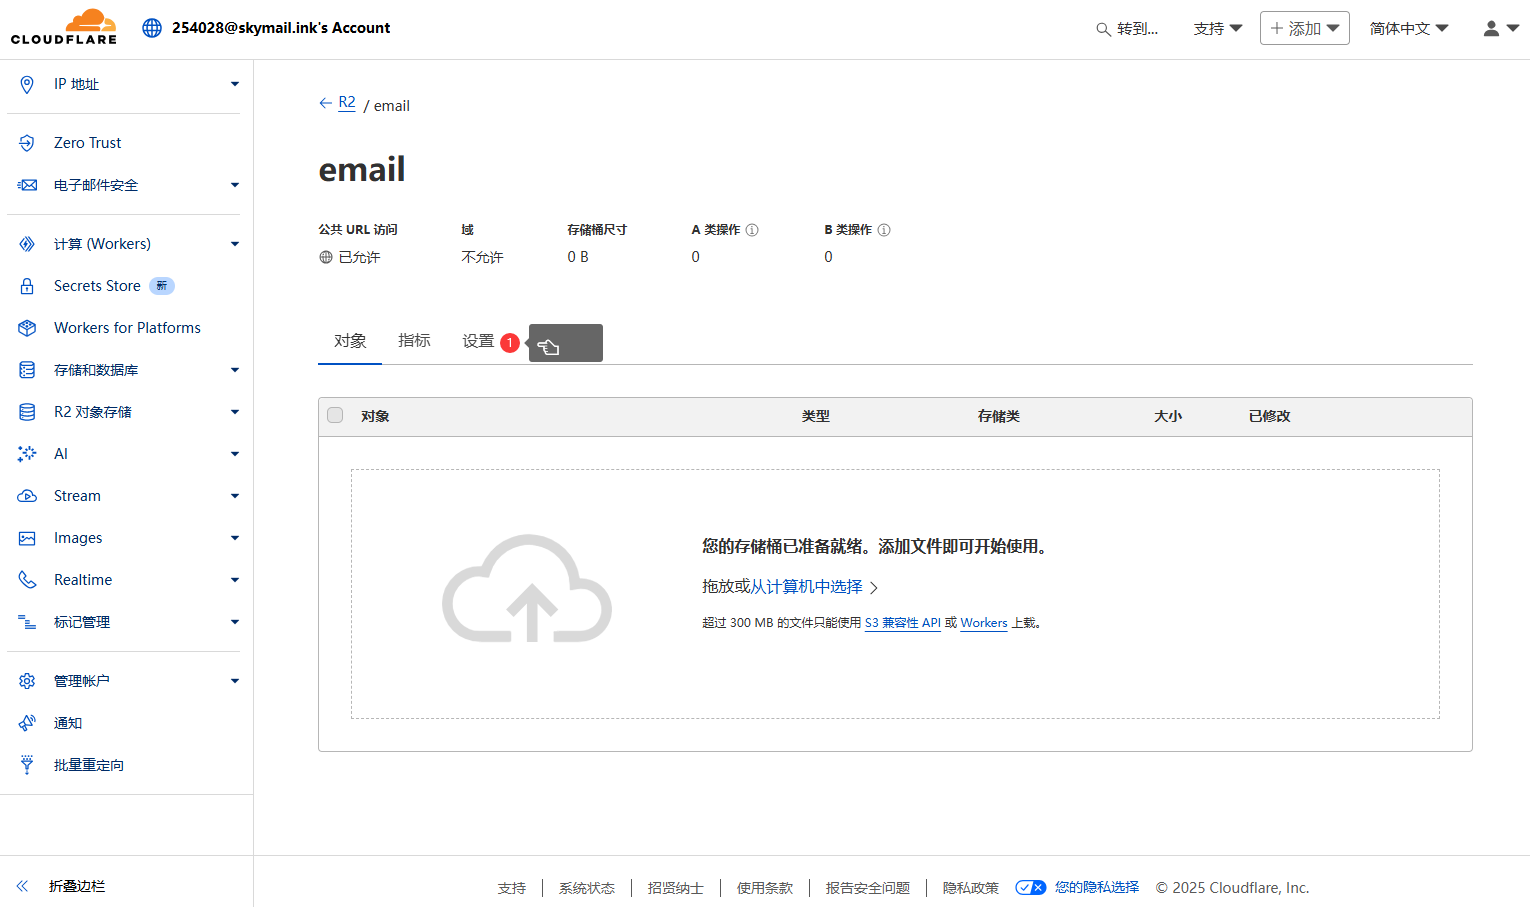 CLOUDFLARE
254028@skymail.ink's Account
转到...
支持
添加
简体中文
IP 地址
Zero Trust
电子邮件安全
计算 (Workers)
Secrets Store 新
Workers for Platforms
存储和数据库
R2 对象存储
AI
Stream
Images
Realtime
标记管理
管理帐户
通知
批量重定向
折叠边栏
R2 / email
email
公共 URL 访问 域 存储桶尺寸 A 类操作 B 类操作
已允许 不允许 0 B 0 0
对象 指标 设置 1
对象 类型 存储类 大小 已修改
您的存储桶已准备就绪。添加文件即可开始使用。
拖放或从计算机中选择
超过 300 MB 的文件只能使用 S3 兼容性 API 或 Workers 上载。
支持 系统状态 招贤纳士 使用条款 报告安全问题 隐私政策 您的隐私选择 © 2025 Cloudflare, Inc.